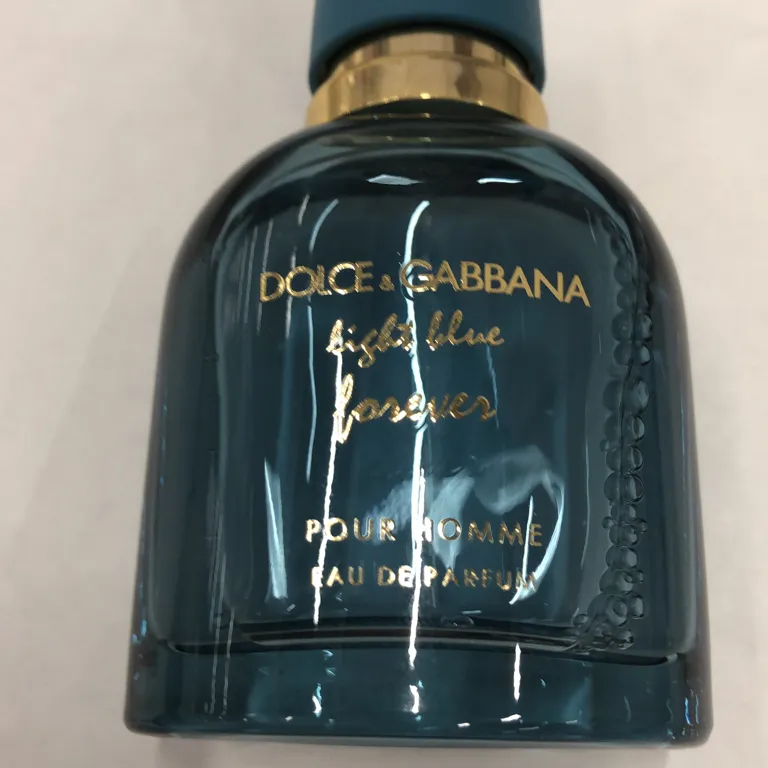 DOLCE & GABBANA
light blue
forever
POUR HOMME
EAU DE PARFUM